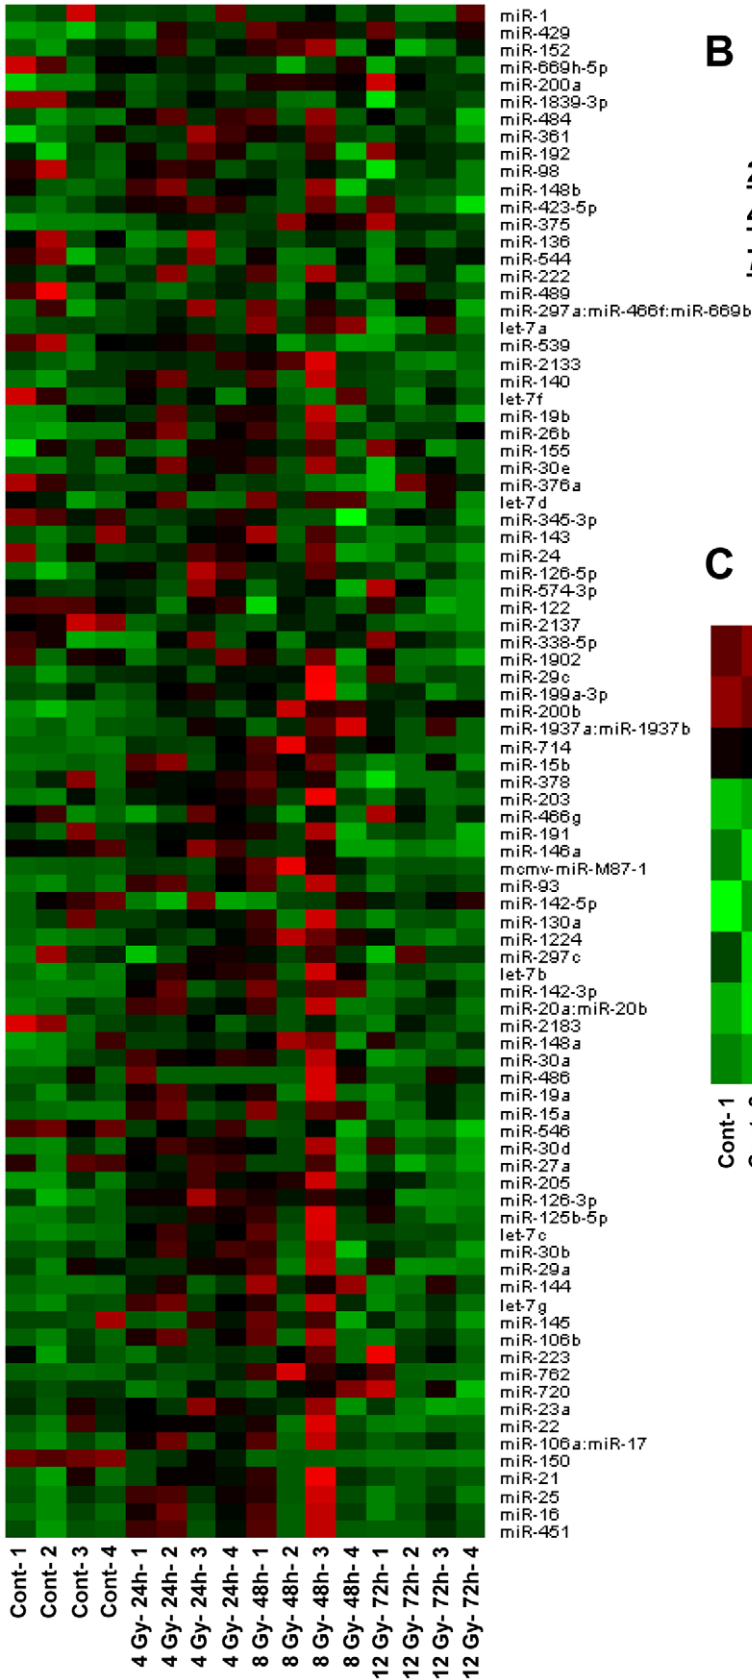 miR-1
miR-429
miR-152
miR-669h-5p
miR-200a
miR-1839-3p
miR-484
miR-361
miR-192
miR-98
miR-148b
miR-423-5p
miR-375
miR-136
miR-544
miR-222
miR-489
miR-297a:miR-466f:miR-669b
let-7a
miR-539
miR-2133
miR-140
let-7f
miR-19b
miR-26b
miR-155
miR-30e
miR-376a
let-7d
miR-345-3p
miR-143
miR-24
miR-126-5p
miR-574-3p
miR-122
miR-2137
miR-338-5p
miR-1902
miR-29c
miR-199a-3p
miR-200b
miR-1937a:miR-1937b
miR-714
miR-15b
miR-378
miR-203
miR-466g
miR-191
miR-146a
mcmv-miR-M87-1
miR-93
miR-142-5p
miR-130a
miR-1224
miR-297c
let-7b
miR-142-3p
miR-20a:miR-20b
miR-2183
miR-148a
miR-30a
miR-486
miR-19a
miR-15a
miR-546
miR-30d
miR-27a
miR-205
miR-126-3p
miR-125b-5p
let-7c
miR-30b
miR-29a
miR-144
let-7g
miR-145
miR-106b
miR-223
miR-762
miR-720
miR-23a
miR-22
miR-106a:miR-17
miR-150
miR-21
miR-25
miR-16
miR-451
Cont- 1
Cont- 2
Cont- 3
Cont- 4
4 Gy- 24h- 1
4 Gy- 24h- 2
4 Gy- 24h- 3
4 Gy- 24h- 4
8 Gy- 48h- 1
8 Gy- 48h- 2
8 Gy- 48h- 3
8 Gy- 48h- 4
12 Gy- 72h- 1
12 Gy- 72h- 2
12 Gy- 72h- 3
12 Gy- 72h- 4
B
C
Cont- 1